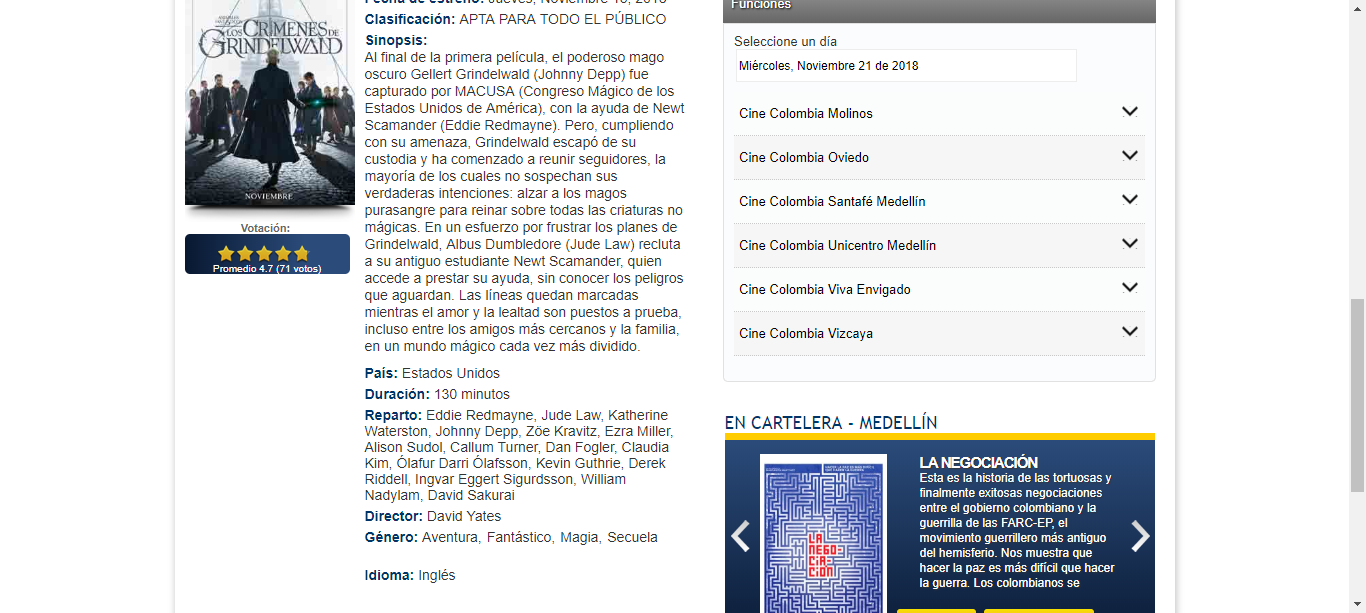 LOS CRÍMENES DE
GRINDELWALD
NOVIEMBRE
Votación:
Promedio 4.7 (71 votos)
Fecha de estreno: Jueves, Noviembre 15, 2018
Clasificación: APTA PARA TODO EL PÚBLICO
Sinopsis:
Al final de la primera película, el poderoso mago
oscuro Gellert Grindelwald (Johnny Depp) fue
capturado por MACUSA (Congreso Mágico de los
Estados Unidos de América), con la ayuda de Newt
Scamander (Eddie Redmayne). Pero, cumpliendo
con su amenaza, Grindelwald escapó de su
custodia y ha comenzado a reunir seguidores, la
mayoría de los cuales no sospechan sus
verdaderas intenciones: alzar a los magos
purasangre para reinar sobre todas las criaturas no
mágicas. En un esfuerzo por frustrar los planes de
Grindelwald, Albus Dumbledore (Jude Law) recluta
a su antiguo estudiante Newt Scamander, quien
accede a prestar su ayuda, sin conocer los peligros
que aguardan. Las líneas quedan marcadas
mientras el amor y la lealtad son puestos a prueba,
incluso entre los amigos más cercanos y la familia,
en un mundo mágico cada vez más dividido.
País: Estados Unidos
Duración: 130 minutos
Reparto: Eddie Redmayne, Jude Law, Katherine
Waterston, Johnny Depp, Zöe Kravitz, Ezra Miller,
Alison Sudol, Callum Turner, Dan Fogler, Claudia
Kim, Ólafur Darri Ólafsson, Kevin Guthrie, Derek
Riddell, Ingvar Eggert Sigurdsson, William
Nadylam, David Sakurai
Director: David Yates
Género: Aventura, Fantástico, Magia, Secuela
Idioma: Inglés
Funciones
Seleccione un día
Miércoles, Noviembre 21 de 2018
Cine Colombia Molinos
Cine Colombia Oviedo
Cine Colombia Santafé Medellín
Cine Colombia Unicentro Medellín
Cine Colombia Viva Envigado
Cine Colombia Vizcaya
EN CARTELERA - MEDELLÍN
LA
NEGO-
CIA-
CIÓN
LA NEGOCIACIÓN
Esta es la historia de las tortuosas y
finalmente exitosas negociaciones
entre el gobierno colombiano y la
guerrilla de las FARC-EP, el
movimiento guerrillero más antiguo
del hemisferio. Nos muestra que
hacer la paz es más difícil que hacer
la guerra. Los colombianos se